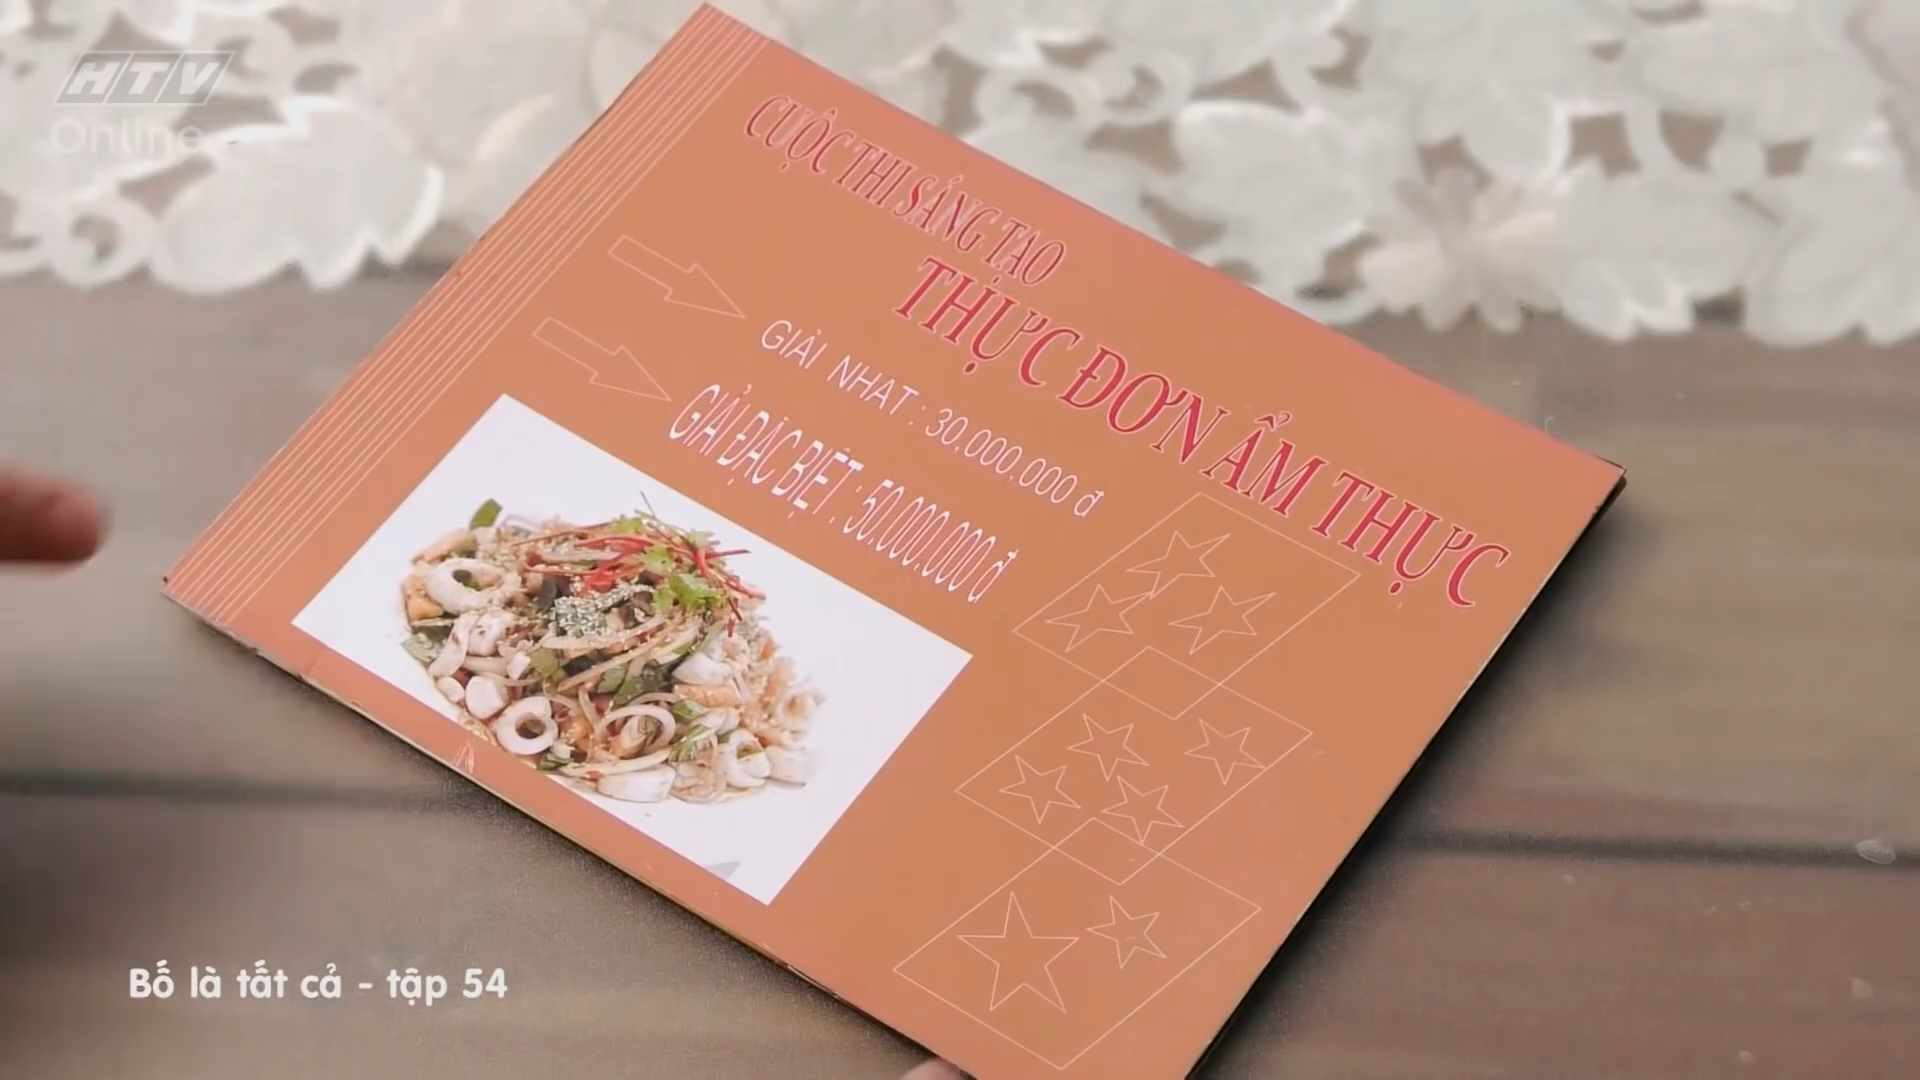 HTV
Online
CUỘC THI SÁNG TẠO
THỰC ĐƠN ẨM THỰC
GIẢI NHAT : 30.000.000 đ
GIẢI ĐẶC BIỆT : 50.000.000 đ
Bố là tất cả - tập 54